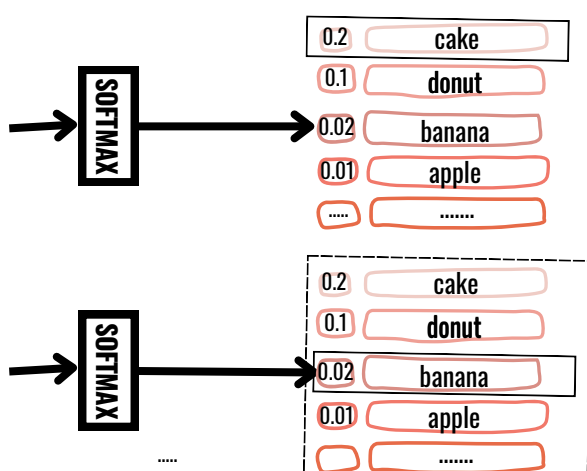 0.2 cake
0.1 donut
SOFTMAX
0.02 banana
0.01 apple
..... .......
0.2 cake
0.1 donut
SOFTMAX
0.02 banana
0.01 apple
..... .......